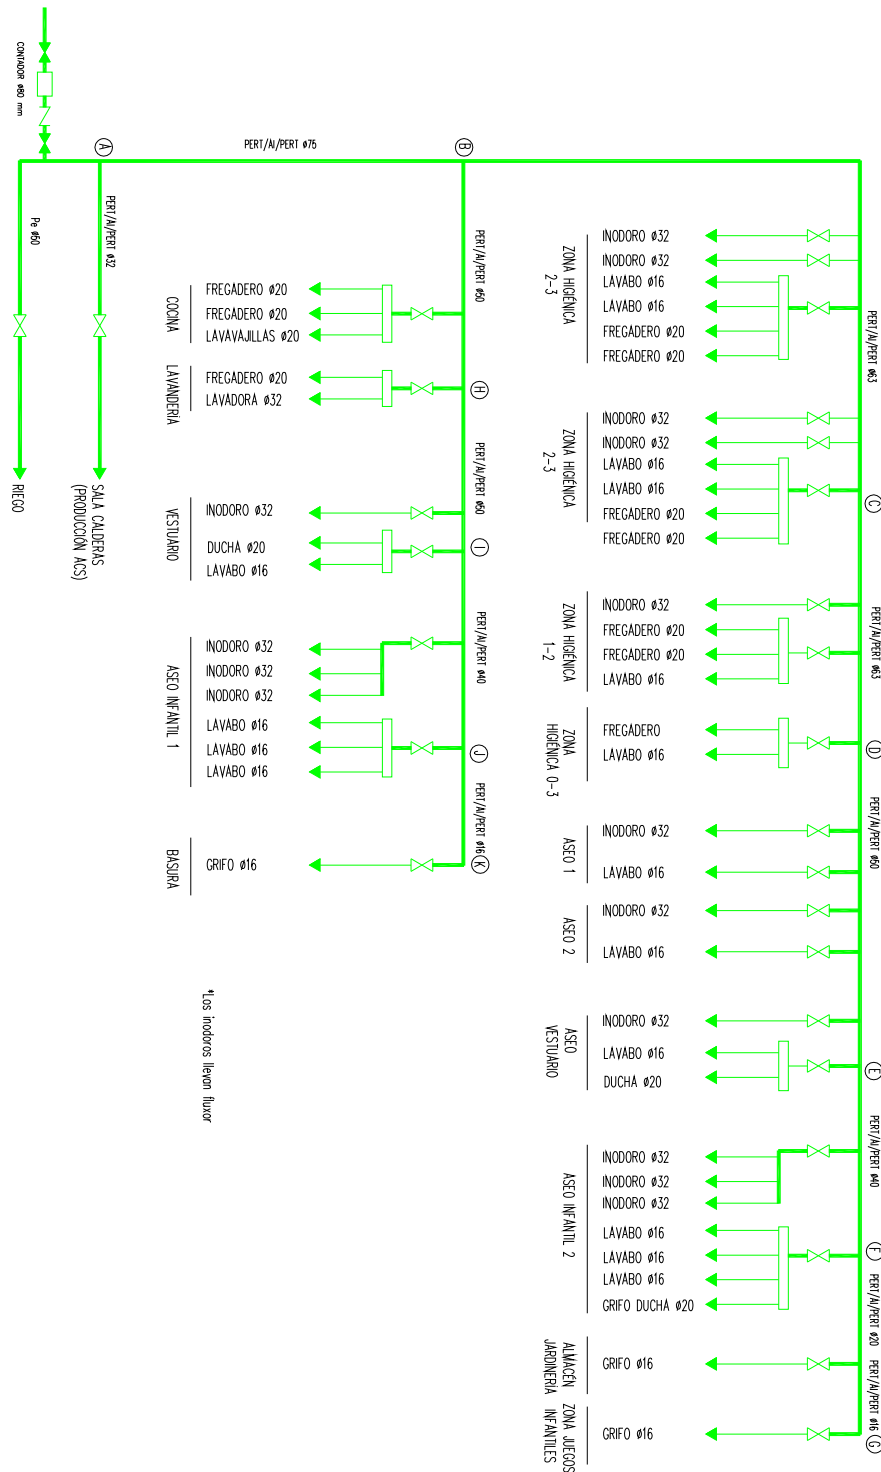 CONTADOR ø80 mm
A
PERT/Al/PERT ø75
B
Pe ø50
PERT/Al/PERT ø32
RIEGO
SALA CALDERAS
(PRODUCCIÓN ACS)
PERT/Al/PERT ø50
COCINA
FREGADERO ø20
FREGADERO ø20
LAVAVAJILLAS ø20
LAVANDERÍA
FREGADERO ø20
LAVADORA ø32
H
PERT/Al/PERT ø50
VESTUARIO
INODORO ø32
DUCHA ø20
LAVABO ø16
I
PERT/Al/PERT ø40
ASEO INFANTIL 1
INODORO ø32
INODORO ø32
INODORO ø32
LAVABO ø16
LAVABO ø16
LAVABO ø16
J
PERT/Al/PERT ø16
K
BASURA
GRIFO ø16
*Los inodoros llevan fluxor
ZONA HIGIÉNICA
2-3
INODORO ø32
INODORO ø32
LAVABO ø16
LAVABO ø16
FREGADERO ø20
FREGADERO ø20
PERT/Al/PERT ø63
ZONA HIGIÉNICA
2-3
INODORO ø32
INODORO ø32
LAVABO ø16
LAVABO ø16
FREGADERO ø20
FREGADERO ø20
C
PERT/Al/PERT ø63
ZONA HIGIÉNICA
1-2
INODORO ø32
FREGADERO ø20
FREGADERO ø20
LAVABO ø16
ZONA
HIGIÉNICA 0-3
FREGADERO
LAVABO ø16
D
PERT/Al/PERT ø50
ASEO 1
INODORO ø32
LAVABO ø16
ASEO 2
INODORO ø32
LAVABO ø16
ASEO
VESTUARIO
INODORO ø32
LAVABO ø16
DUCHA ø20
E
PERT/Al/PERT ø40
ASEO INFANTIL 2
INODORO ø32
INODORO ø32
INODORO ø32
LAVABO ø16
LAVABO ø16
LAVABO ø16
GRIFO DUCHA ø20
F
PERT/Al/PERT ø20
ALMACÉN
JARDINERÍA
GRIFO ø16
PERT/Al/PERT ø16
G
ZONA JUEGOS
INFANTILES
GRIFO ø16